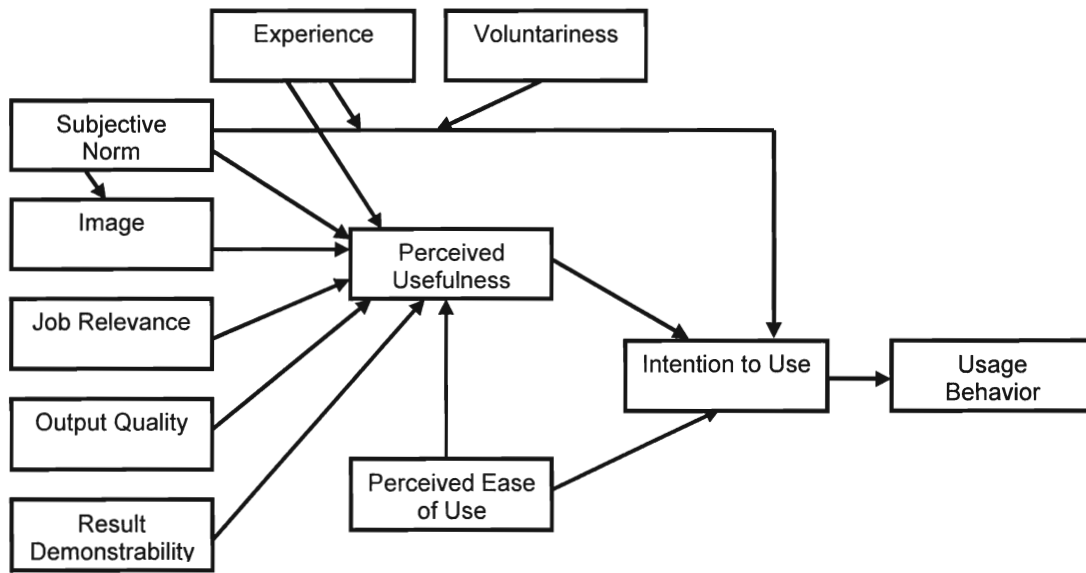 Experience
Voluntariness
Subjective
Norm
Image
Perceived
Usefulness
Job Relevance
Intention to Use
Usage
Behavior
Output Quality
Perceived Ease
of Use
Result
Demonstrability